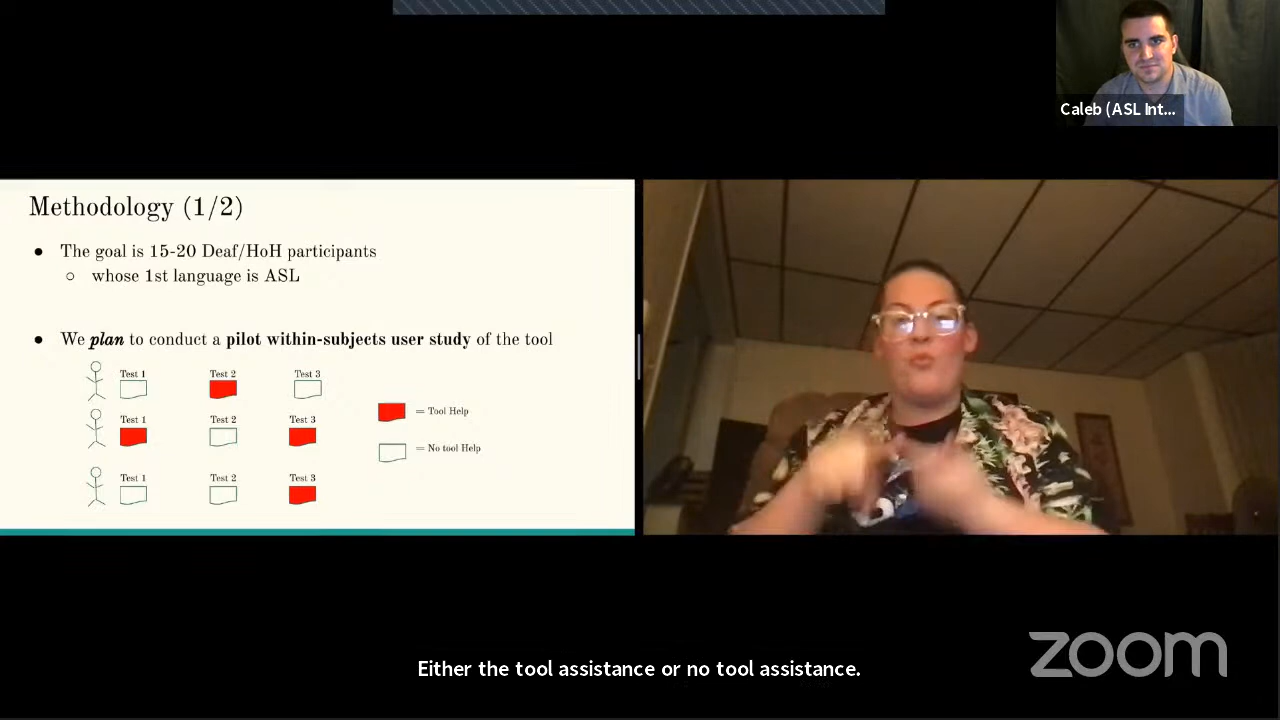 Caleb (ASL Int...
Methodology (1/2)
● The goal is 15-20 Deaf/HoH participants
○ whose 1st language is ASL
● We plan to conduct a pilot within-subjects user study of the tool
Test 1 Test 2 Test 3
= Tool Help
Test 1 Test 2 Test 3
= No tool Help
Test 1 Test 2 Test 3
Either the tool assistance or no tool assistance.
zoom